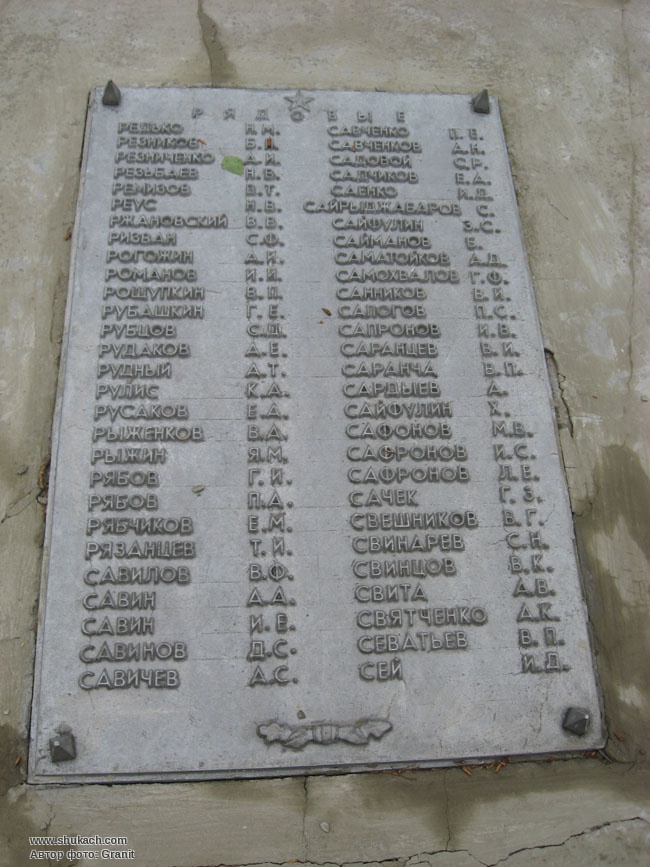 РЯДОВЫЕ
РЕДЬКО Н.М.
РЕЗНИКОВ Б.П.
РЕЗНИЧЕНКО А.И.
РЕЗЬБАЕВ Н.В.
РЕМИЗОВ В.Т.
РЕУС Н.В.
РЖАНОВСКИЙ В.В.
РИЗВАН С.Ф.
РОГОЖИН А.И.
РОМАНОВ И.И.
РОЩУПКИН В.П.
РУБАШКИН Г.Е.
РУБЦОВ С.Д.
РУДАКОВ А.Е.
РУДНЫЙ А.Т.
РУЛИС К.А.
РУСАКОВ Е.А.
РЫЖЕНКОВ В.А.
РЫЖИН Я.М.
РЯБОВ Г.И.
РЯБОВ П.А.
РЯБЧИКОВ Е.М.
РЯЗАНЦЕВ Т.И.
САВИЛОВ В.Ф.
САВИН А.А.
САВИН И.Е.
САВИНОВ Д.С.
САВИЧЕВ А.С.
САВЧЕНКО П.Е.
САВЧЕНКОВ А.Н.
САДОВОЙ С.Р.
САДЧИКОВ Е.А.
САЕНКО И.Д.
САЙРЫДЖАБАРОВ С.
САЙФУЛИН З.С.
САЙМАНОВ Е.
САМАТОЙКОВ А.Д.
САМОХВАЛОВ Г.Ф.
САННИКОВ В.И.
САПОГОВ П.С.
САПРОНОВ И.В.
САРАНЦЕВ В.И.
САРАНЧА В.П.
САРДЫЕВ А.
САЙФУЛИН Х.
САФОНОВ М.В.
САФРОНОВ И.С.
САФРОНОВ Л.Е.
САЧЕК Г.З.
СВЕШНИКОВ В.Г.
СВИНАРЕВ С.Н.
СВИНЦОВ В.К.
СВИТА А.В.
СВЯТЧЕНКО А.К.
СЕВАТЬЕВ В.П.
СЕЙ И.Д.
www.shukach.com
Автор фото: Granit